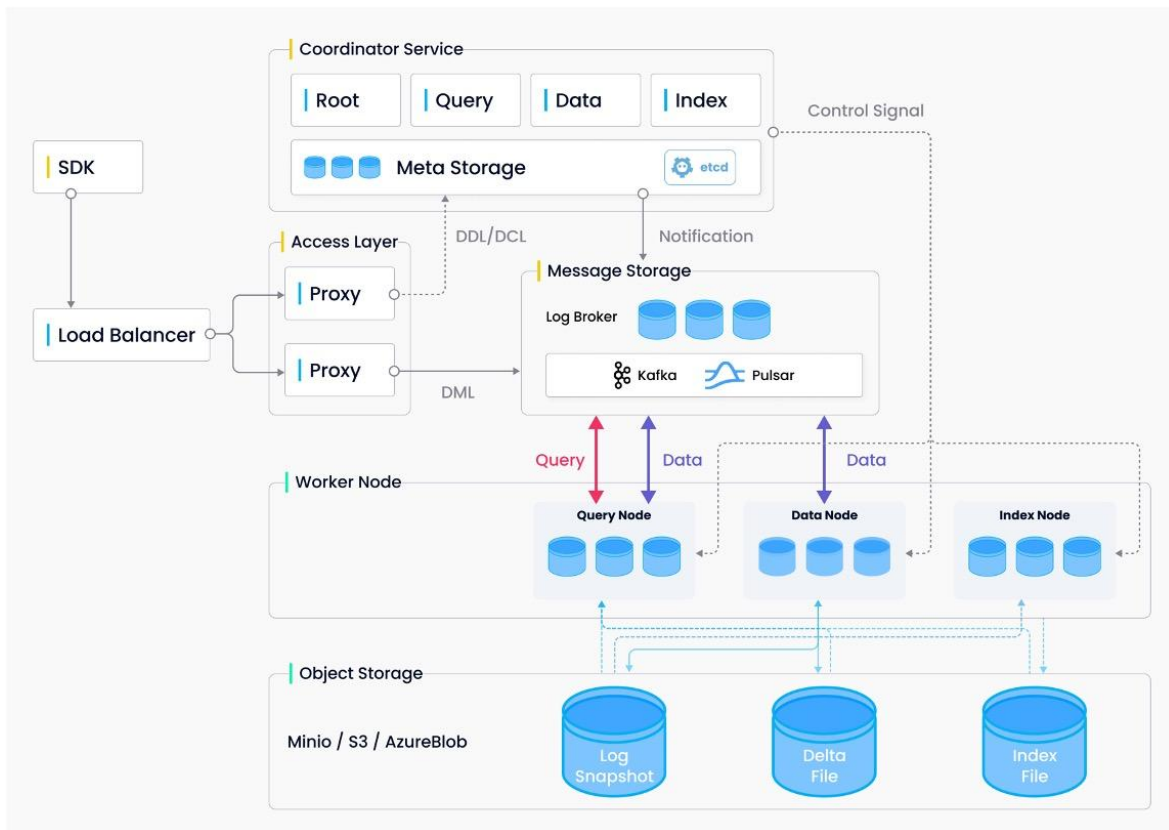 Coordinator Service
Root
Query
Data
Index
Control Signal
SDK
Meta Storage
etcd
DDL/DCL
Notification
Access Layer
Message Storage
Proxy
Log Broker
Load Balancer
Proxy
Kafka
Pulsar
DML
Query
Data
Data
Worker Node
Query Node
Data Node
Index Node
Object Storage
Minio / S3 / AzureBlob
Log
Snapshot
Delta
File
Index
File